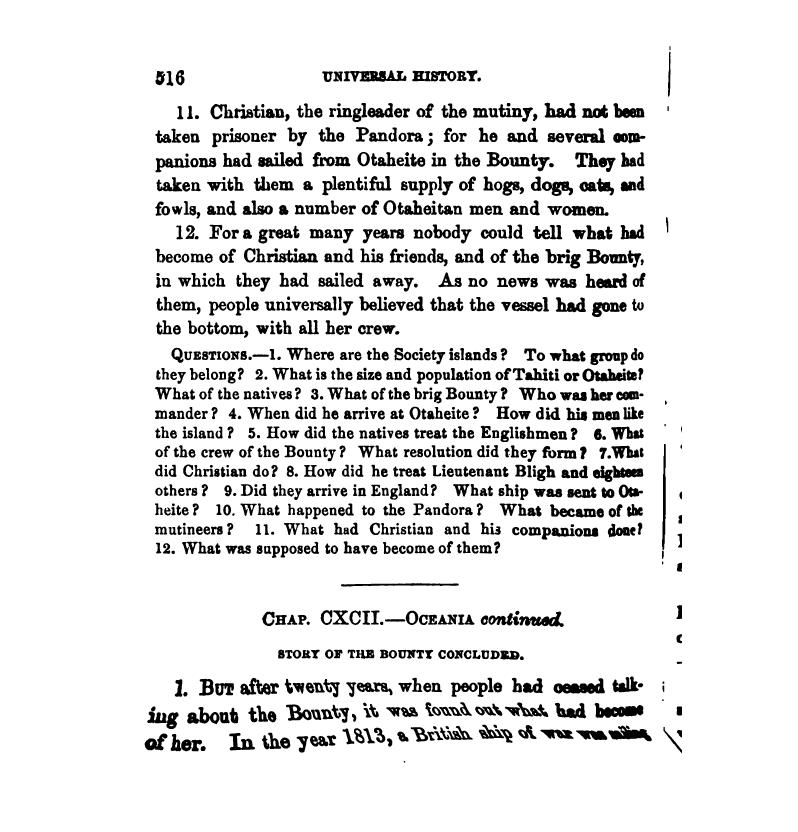 516 UNIVERSAL HISTORY.
11. Christian, the ringleader of the mutiny, had not been
taken prisoner by the Pandora; for he and several com-
panions had sailed from Otaheite in the Bounty. They had
taken with them a plentiful supply of hogs, dogs, cats, and
fowls, and also a number of Otaheitan men and women.
12. For a great many years nobody could tell what had
become of Christian and his friends, and of the brig Bounty,
in which they had sailed away. As no news was heard of
them, people universally believed that the vessel had gone to
the bottom, with all her crew.
QUESTIONS.—1. Where are the Society islands? To what group do
they belong? 2. What is the size and population of Tahiti or Otaheite?
What of the natives? 3. What of the brig Bounty? Who was her com-
mander? 4. When did he arrive at Otaheite? How did his men like
the island? 5. How did the natives treat the Englishmen? 6. What
of the crew of the Bounty? What resolution did they form? 7. What
did Christian do? 8. How did he treat Lieutenant Bligh and eighteen
others? 9. Did they arrive in England? What ship was sent to Ota-
heite? 10. What happened to the Pandora? What became of the
mutineers? 11. What had Christian and his companions done?
12. What was supposed to have become of them?
CHAP. CXCII.—OCEANIA continued.
STORY OF THE BOUNTY CONCLUDED.
1. BUT after twenty years, when people had ceased talk-
ing about the Bounty, it was found out what had become
of her. In the year 1813, a British ship of war was sailing